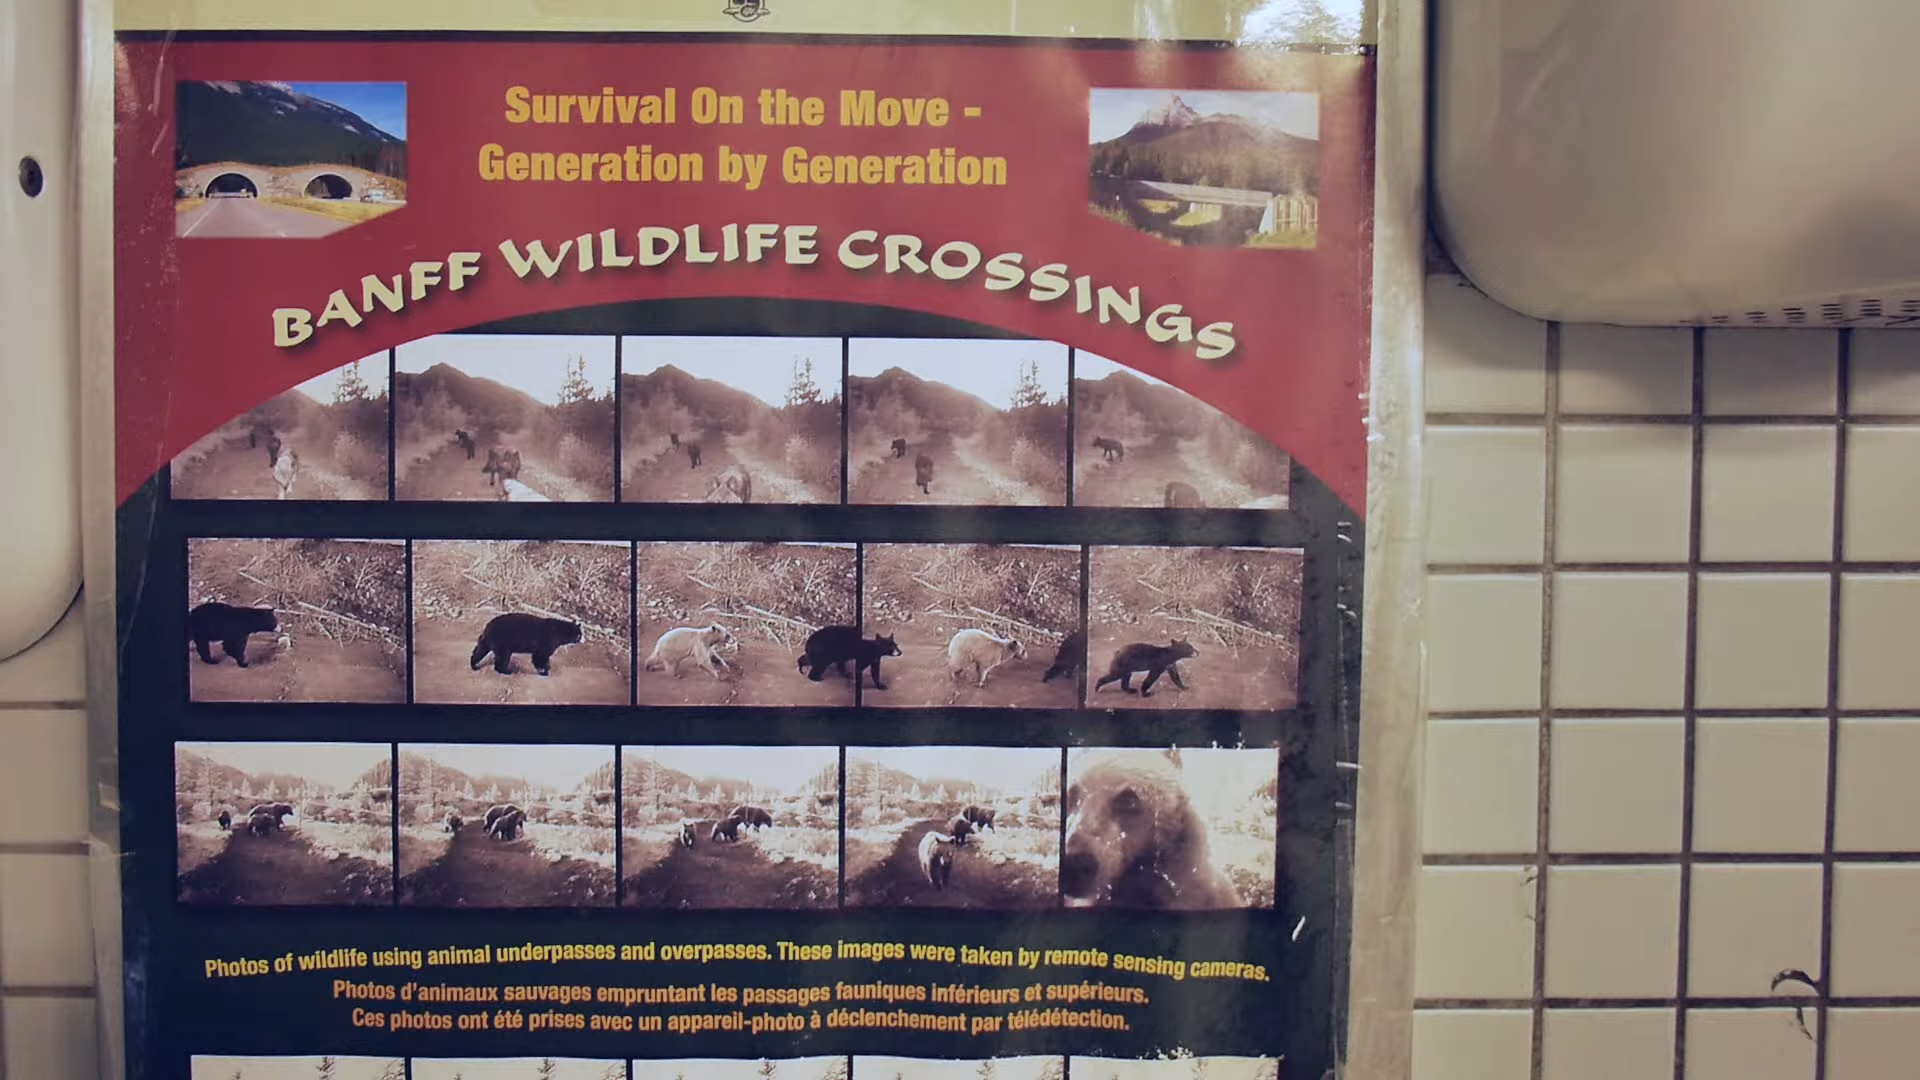 Survival On the Move -
Generation by Generation
BANFF WILDLIFE CROSSINGS
Photos of wildlife using animal underpasses and overpasses. These images were taken by remote sensing cameras.
Photos d'animaux sauvages empruntant les passages fauniques inférieurs et supérieurs.
Ces photos ont été prises avec un appareil-photo à déclenchement par télédétection.